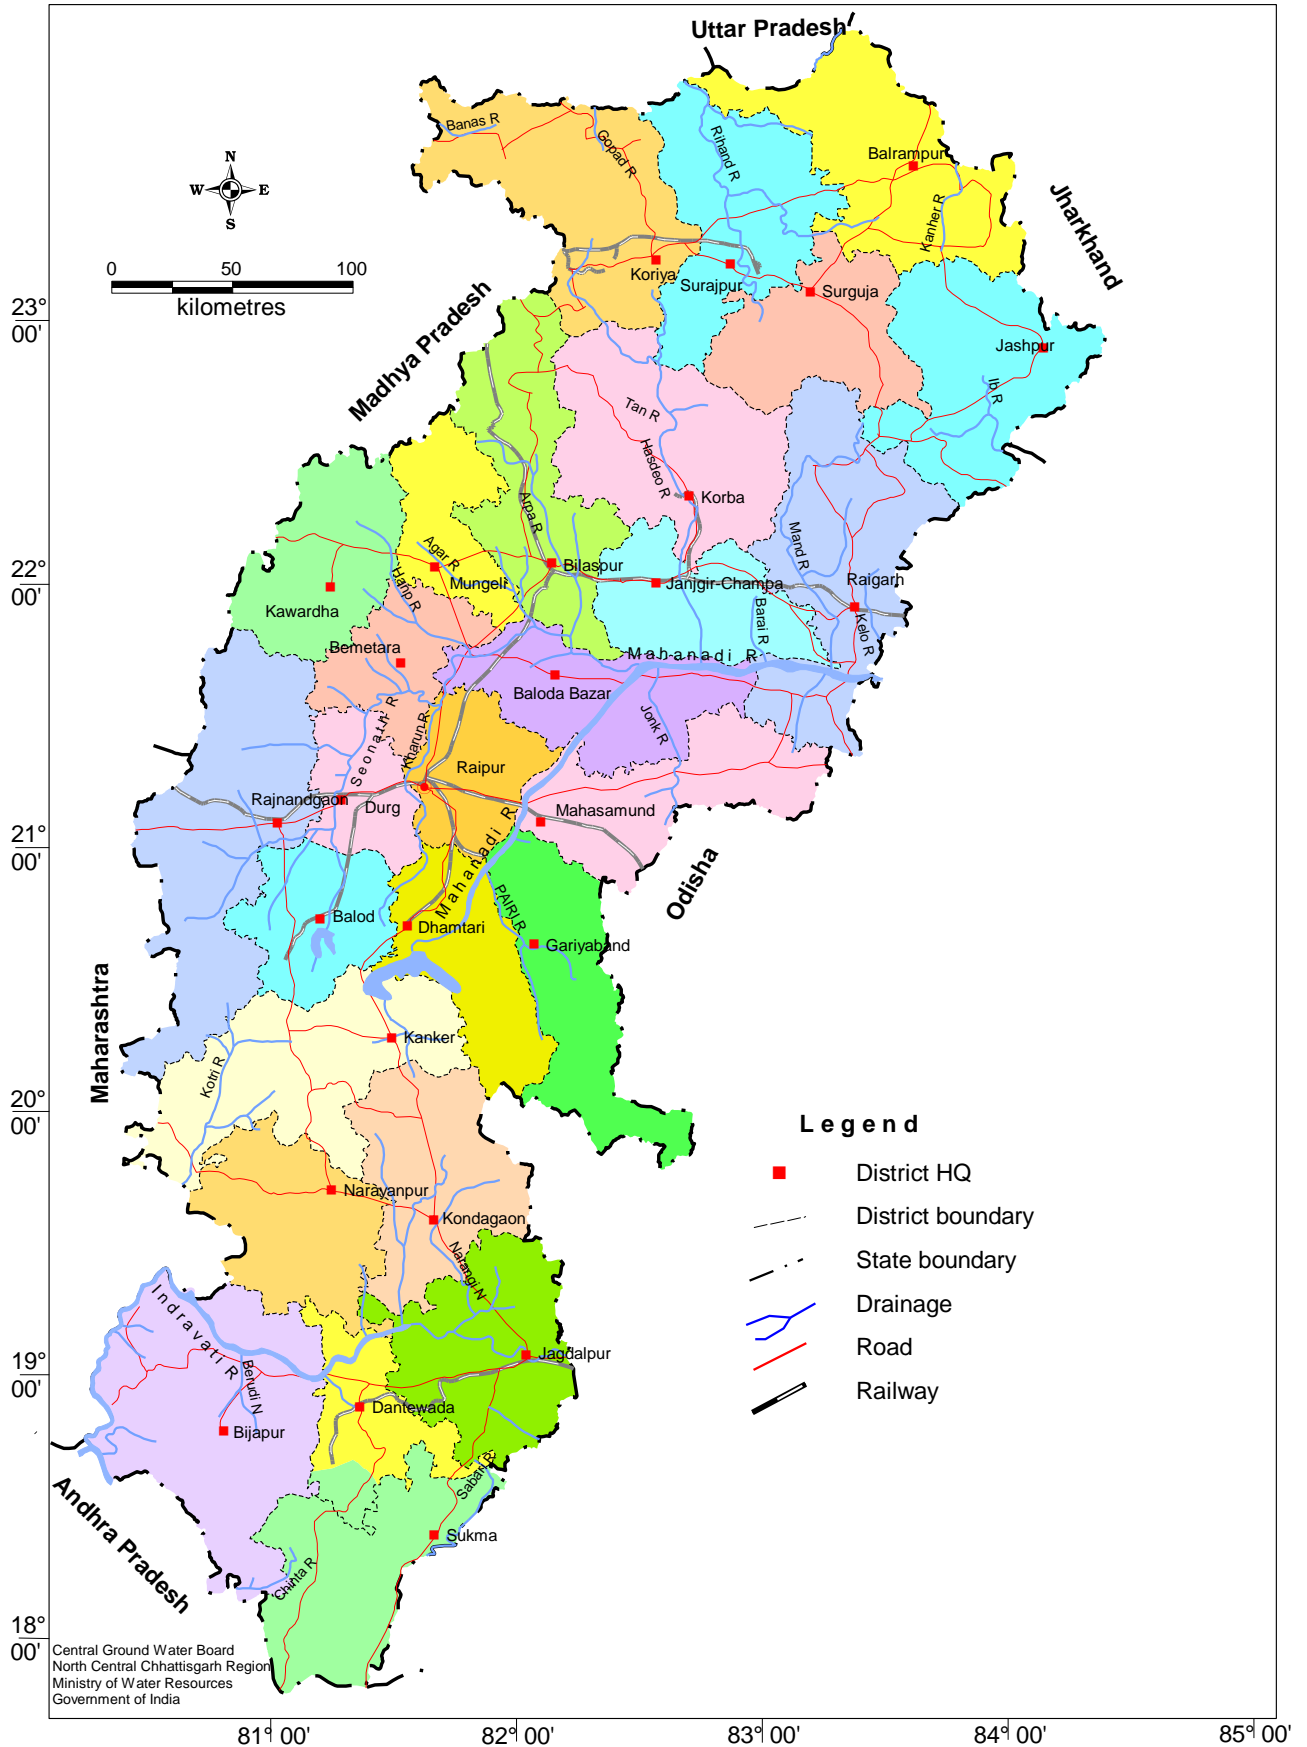 Uttar Pradesh
Banas R
Gopad R
Rihand R
Balrampur
Kanher R
Jharkhand
N
W E
S
0 50 100
kilometres
Koriya
Surajpur
Surguja
23°
00'
Madhya Pradesh
Jashpur
Ib R
Tan R
Hasdeo R
Korba
Arpa R
Mand R
Agar R
Mungeli
Bilaspur
Janjgir-Champa
Raigarh
22°
00'
Hanp R
Kawardha
Barai R
Kelo R
Bemetara
Mahanadi R
Baloda Bazar
Seonath R
Kharun R
Jonk R
Raipur
Rajnandgaon
Durg
Mahasamund
21°
00'
Mahanadi R
Odisha
PAIRI R
Balod
Dhamtari
Gariyaband
Maharashtra
Kanker
Kotri R
20°
00'
Legend
District HQ
District boundary
State boundary
Drainage
Road
Railway
Narayanpur
Kondagaon
Narangi N
Indravati R
Jagdalpur
19°
00'
Berudi N
Dantewada
Bijapur
Sabari R
Andhra Pradesh
Sukma
Chinta R
18°
00'
Central Ground Water Board
North Central Chhattisgarh Region
Ministry of Water Resources
Government of India
81° 00' 82° 00' 83° 00' 84° 00' 85° 00'